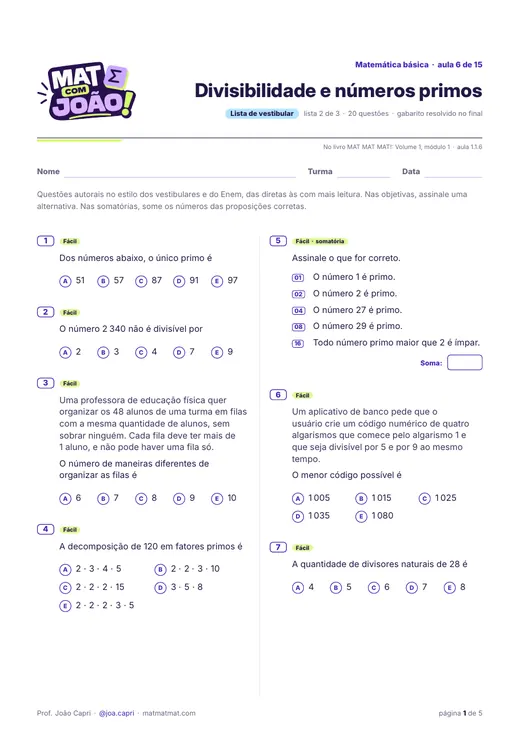 MAT Σ
COM
JOÃO!
Matemática básica · aula 6 de 15
Divisibilidade e números primos
Lista de vestibular lista 2 de 3 · 20 questões · gabarito resolvido no final
No livro MAT MAT MAT!: Volume 1, módulo 1 · aula 1.1.6
Nome Turma Data
Questões autorais no estilo dos vestibulares e do Enem, das diretas às com mais leitura. Nas objetivas, assinale uma
alternativa. Nas somatórias, some os números das proposições corretas.
1 Fácil
Dos números abaixo, o único primo é
A 51 B 57 C 87 D 91 E 97
2 Fácil
O número 2 340 não é divisível por
A 2 B 3 C 4 D 7 E 9
3 Fácil
Uma professora de educação física quer
organizar os 48 alunos de uma turma em filas
com a mesma quantidade de alunos, sem
sobrar ninguém. Cada fila deve ter mais de
1 aluno, e não pode haver uma fila só.
O número de maneiras diferentes de
organizar as filas é
A 6 B 7 C 8 D 9 E 10
4 Fácil
A decomposição de 120 em fatores primos é
A 2 · 3 · 4 · 5 B 2 · 2 · 3 · 10
C 2 · 2 · 2 · 15 D 3 · 5 · 8
E 2 · 2 · 2 · 3 · 5
5 Fácil · somatória
Assinale o que for correto.
01 O número 1 é primo.
02 O número 2 é primo.
04 O número 27 é primo.
08 O número 29 é primo.
16 Todo número primo maior que 2 é ímpar.
Soma:
6 Fácil
Um aplicativo de banco pede que o
usuário crie um código numérico de quatro
algarismos que comece pelo algarismo 1 e
que seja divisível por 5 e por 9 ao mesmo
tempo.
O menor código possível é
A 1 005 B 1 015 C 1 025
D 1 035 E 1 080
7 Fácil
A quantidade de divisores naturais de 28 é
A 4 B 5 C 6 D 7 E 8
Prof. João Capri · @joa.capri · matmatmat.com
página 1 de 5